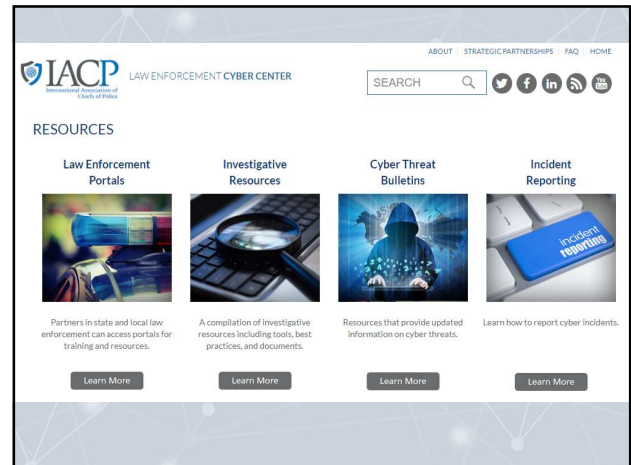 ABOUT | STRATEGIC PARTNERSHIPS | FAQ | HOME
IACP
International Association of
Chiefs of Police
LAW ENFORCEMENT CYBER CENTER
SEARCH
f
in
You
Tube
RESOURCES
Law Enforcement
Portals
Investigative
Resources
Cyber Threat
Bulletins
Incident
Reporting
incident
reporting
Partners in state and local law
enforcement can access portals for
training and resources.
A compilation of investigative
resources including tools, best
practices, and documents.
Resources that provide updated
information on cyber threats.
Learn how to report cyber incidents.
Learn More
Learn More
Learn More
Learn More